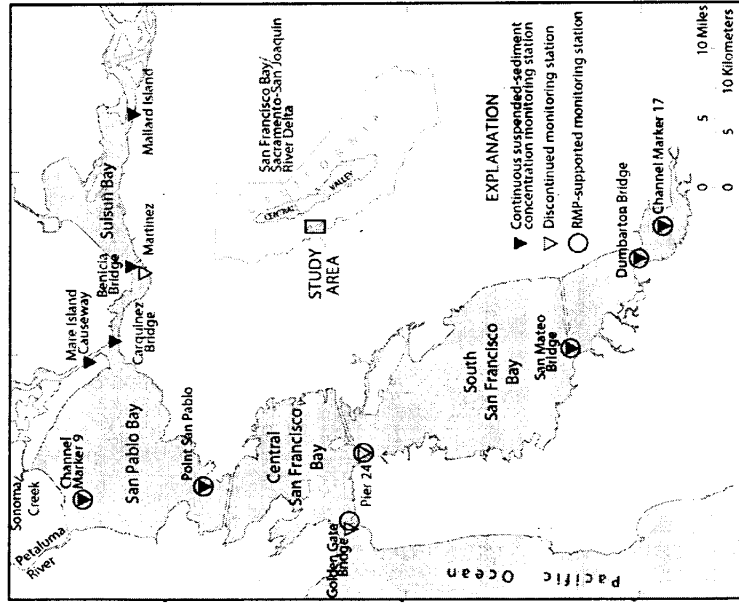 Sonoma
Creek
Petaluma
River
Channel
Marker 9
Mare Island
Causeway
Carquinez
Bridge
Benicia
Bridge
Suisun Bay
Martinez
Mallard Island
San Pablo Bay
Point San Pablo
Central
San Francisco
Bay
Golden Gate
Bridge
Pier 24
Pacific Ocean
South
San Francisco
Bay
San Mateo
Bridge
Dumbarton Bridge
Channel Marker 17
San Francisco Bay/
Sacramento-San Joaquin
River Delta
CENTRAL
VALLEY
STUDY
AREA
EXPLANATION
Continuous suspended-sediment
concentration monitoring station
Discontinued monitoring station
RMP-supported monitoring station
0 5 10 Miles
0 5 10 Kilometers